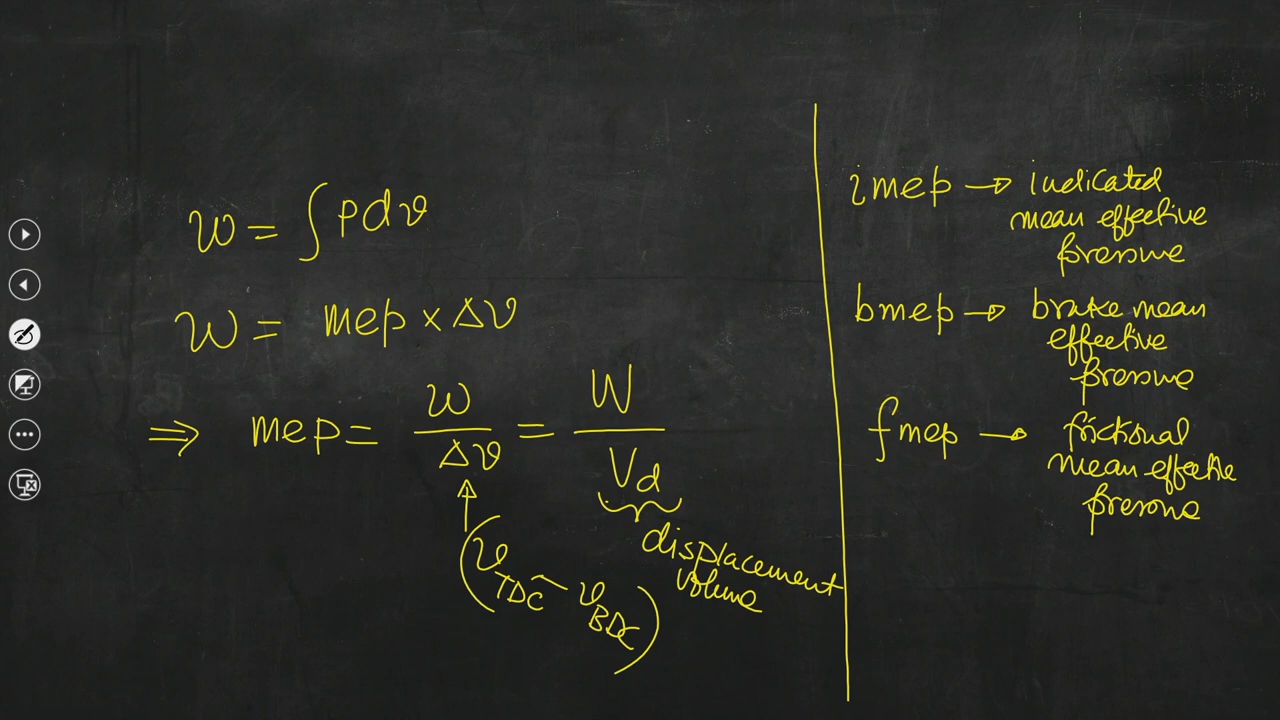 w = ∫ P d v
w = mep × Δv
⇒ mep = w / Δv = W / Vd
(vTDC ~ vBDC)
displacement
volume
imep → indicated
mean effective
pressure
bmep → brake mean
effective
pressure
fmep → frictional
mean effective
pressure